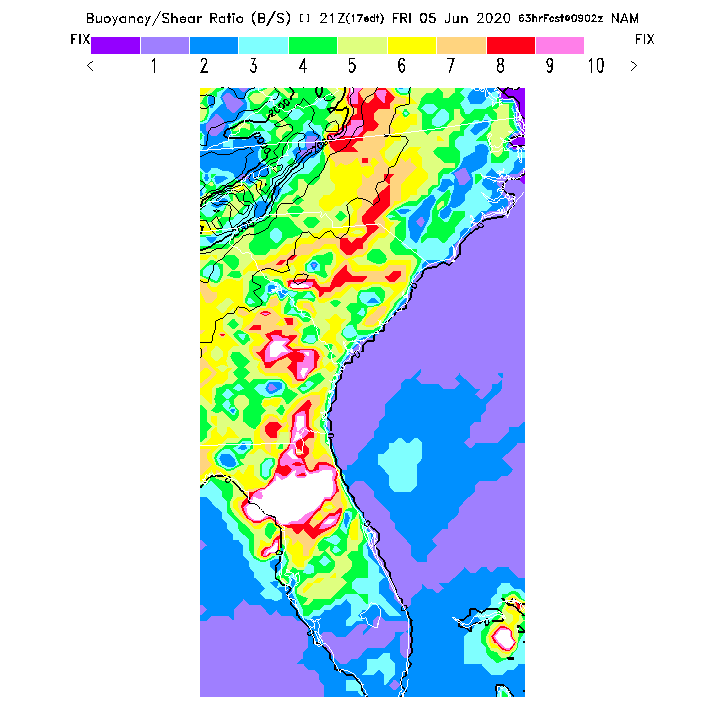 Buoyancy/Shear Ratio (B/S) [] 21Z(17edt) FRI 05 Jun 2020 63hrFcst@0902z NAM
FIX FIX
< 1 2 3 4 5 6 7 8 9 10 >